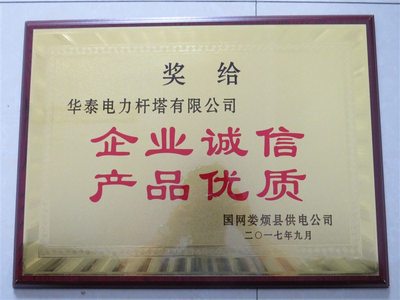 奖给
华泰电力杆塔有限公司
企业诚信
产品优质
国网娄烦县供电公司
二〇一七年九月